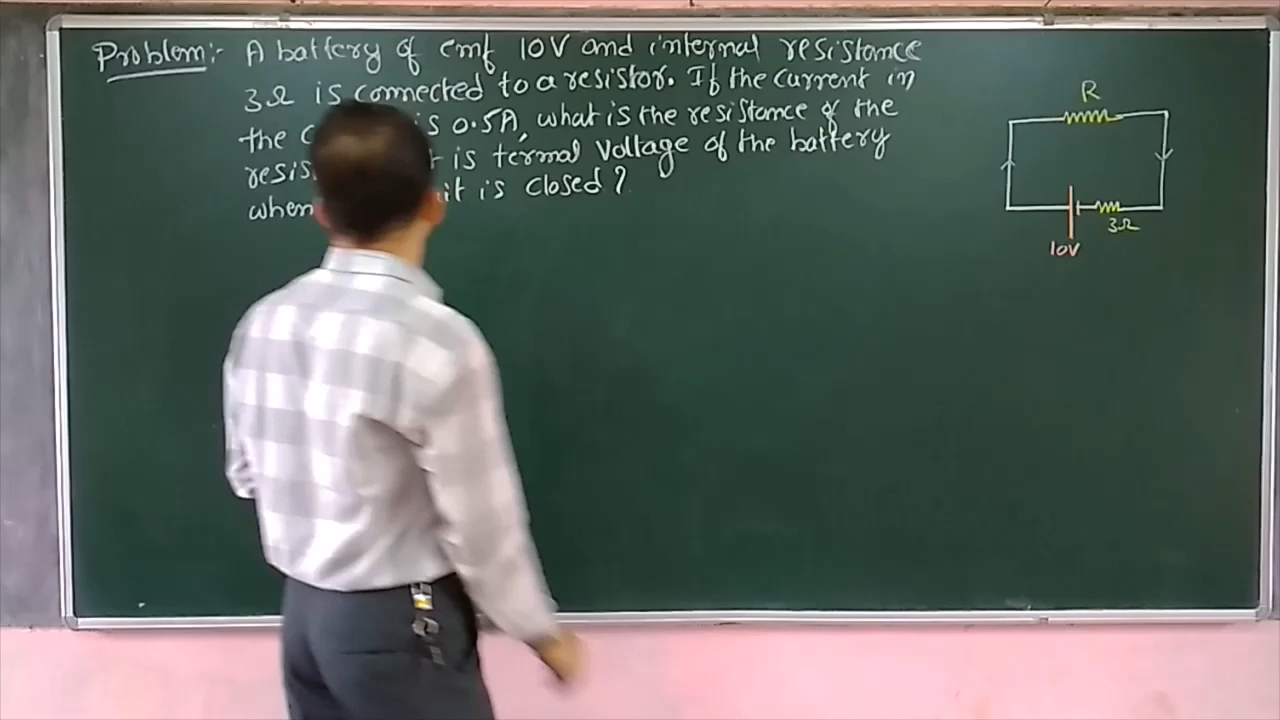 Problem:- A battery of emf 10V and internal resistance
3Ω is connected to a resistor. If the current in
the is 0.5A, what is the resistance of the
is termal Voltage of the battery
when it is closed?
R
3Ω
10V